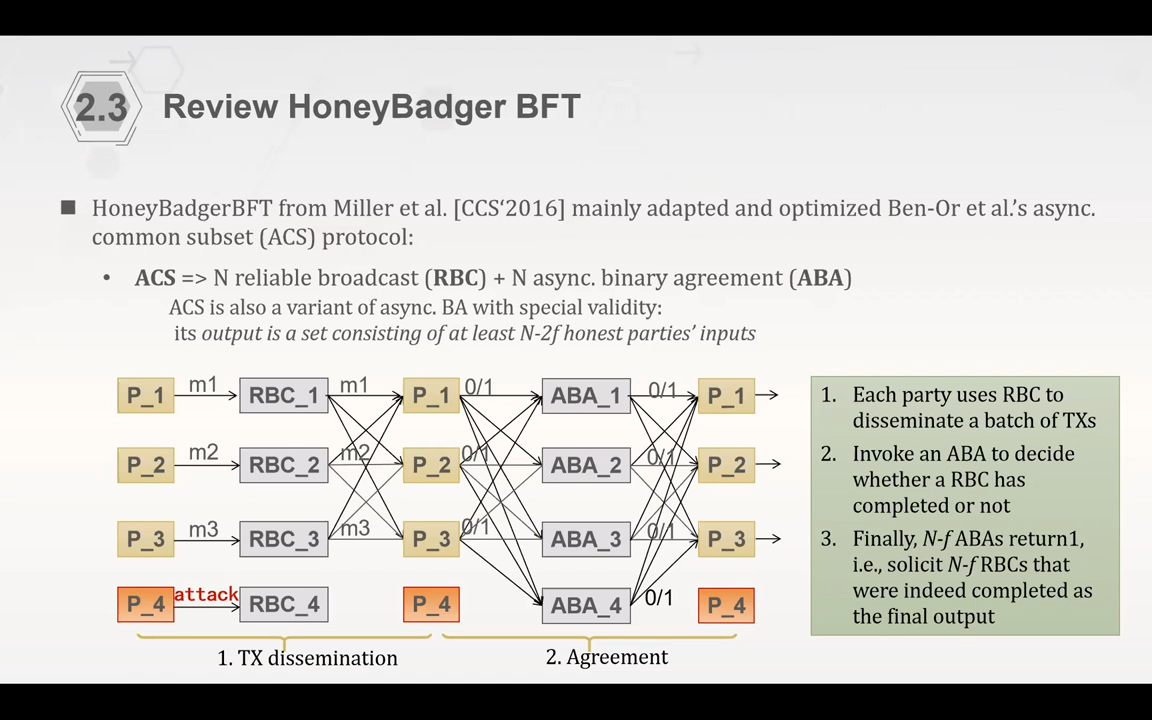 2.3 Review HoneyBadger BFT
■ HoneyBadgerBFT from Miller et al. [CCS‘2016] mainly adapted and optimized Ben-Or et al.’s async.
common subset (ACS) protocol:
• ACS => N reliable broadcast (RBC) + N async. binary agreement (ABA)
ACS is also a variant of async. BA with special validity:
its output is a set consisting of at least N-2f honest parties’ inputs
P_1 m1 RBC_1 m1 P_1 0/1 ABA_1 0/1 P_1
P_2 m2 RBC_2 m2 P_2 0/1 ABA_2 0/1 P_2
P_3 m3 RBC_3 m3 P_3 0/1 ABA_3 0/1 P_3
P_4 attack RBC_4 P_4 ABA_4 0/1 P_4
1. TX dissemination
2. Agreement
1. Each party uses RBC to
disseminate a batch of TXs
2. Invoke an ABA to decide
whether a RBC has
completed or not
3. Finally, N-f ABAs return1,
i.e., solicit N-f RBCs that
were indeed completed as
the final output